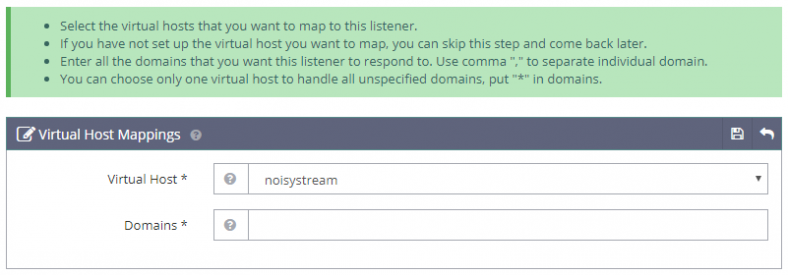 Select the virtual hosts that you want to map to this listener.
If you have not set up the virtual host you want to map, you can skip this step and come back later.
Enter all the domains that you want this listener to respond to. Use comma "," to separate individual domain.
You can choose only one virtual host to handle all unspecified domains, put "*" in domains.
Virtual Host Mappings
Virtual Host *
noisystream
Domains *